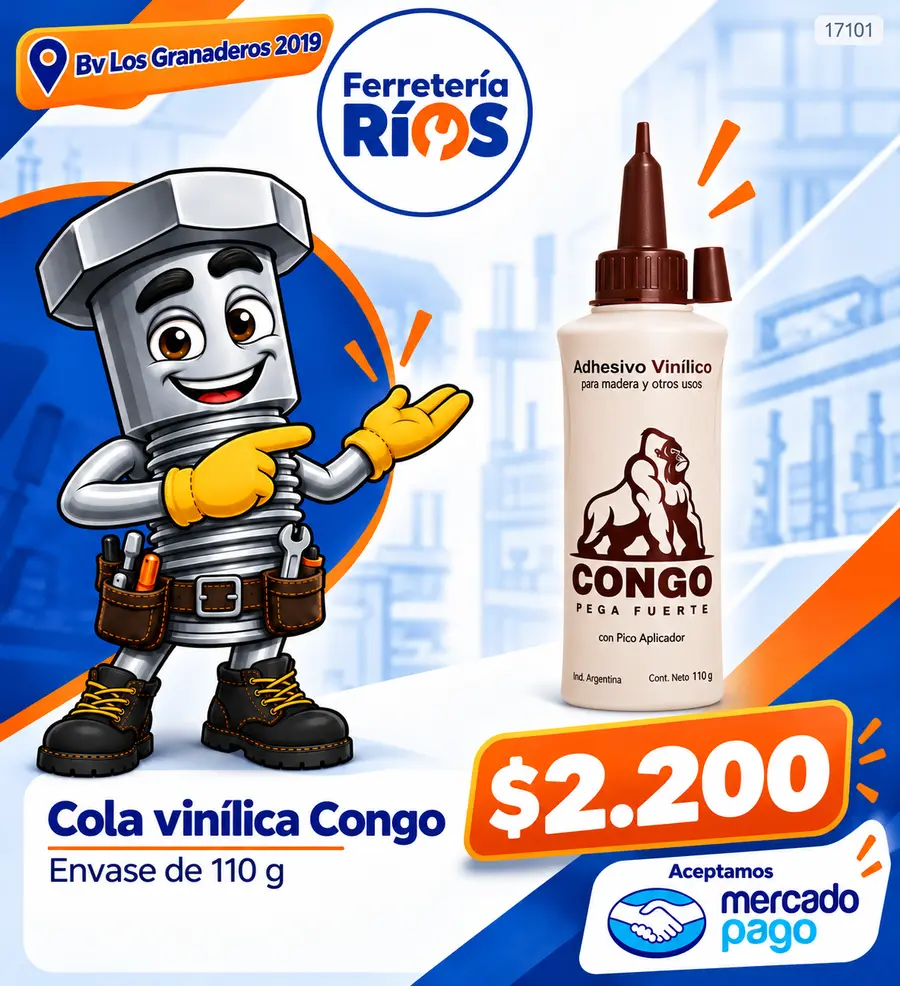 Bv Los Granaderos 2019
Ferretería
RÍOS
17101
Adhesivo Vinílico
para madera y otros usos
CONGO
PEGA FUERTE
con Pico Aplicador
Ind. Argentina Cont. Neto 110 g
$2.200
Cola vinílica Congo
Envase de 110 g
Aceptamos
mercado
pago